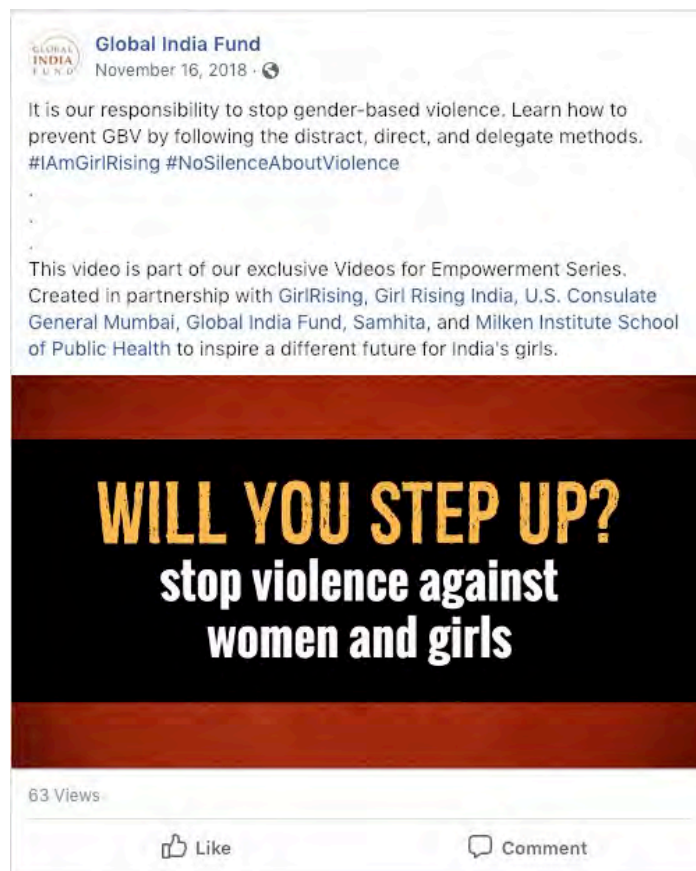 GLOBAL
INDIA
FUND
Global India Fund
November 16, 2018 ·
It is our responsibility to stop gender-based violence. Learn how to
prevent GBV by following the distract, direct, and delegate methods.
#IAmGirlRising #NoSilenceAboutViolence
.
.
.
This video is part of our exclusive Videos for Empowerment Series.
Created in partnership with GirlRising, Girl Rising India, U.S. Consulate
General Mumbai, Global India Fund, Samhita, and Milken Institute School
of Public Health to inspire a different future for India's girls.
WILL YOU STEP UP?
stop violence against
women and girls
63 Views
Like
Comment